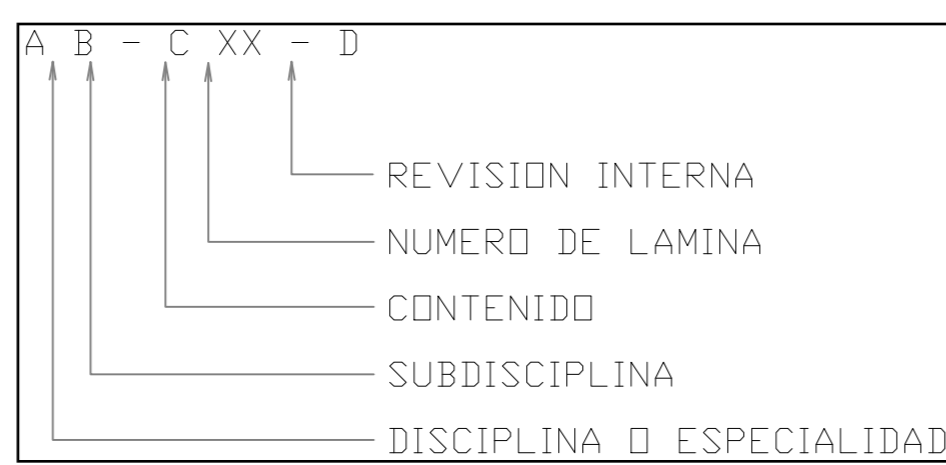 A B - C XX - D
REVISION INTERNA
NUMERO DE LAMINA
CONTENIDO
SUBDISCIPLINA
DISCIPLINA O ESPECIALIDAD